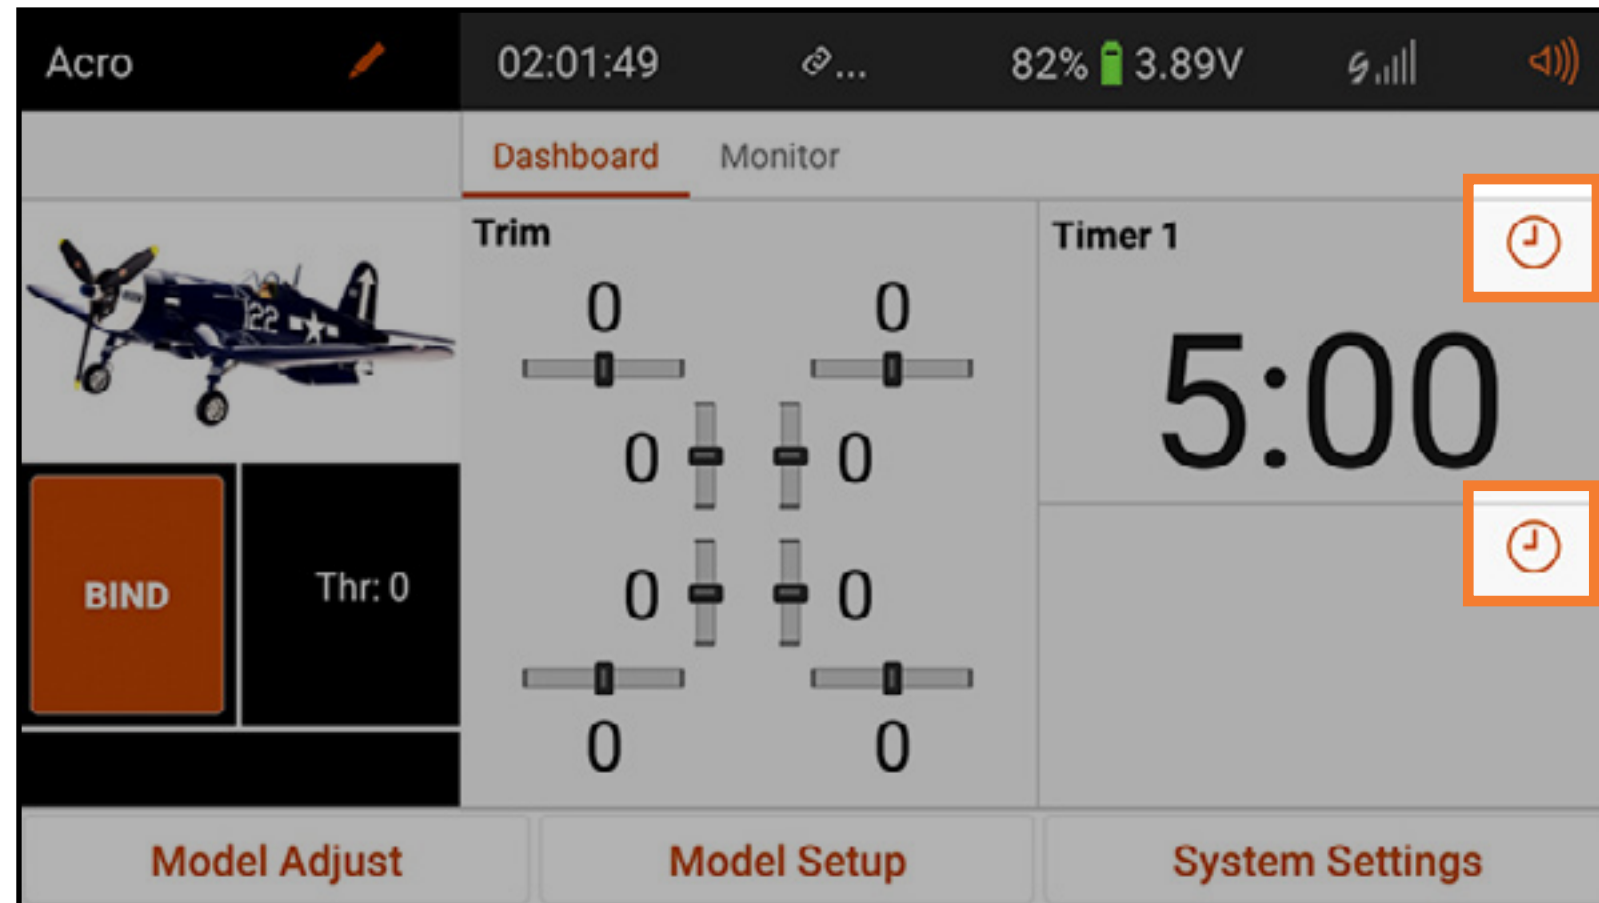 Acro 02:01:49 ... 82% 3.89V
Dashboard Monitor
Trim
0 0
0 0
0 0
0 0
Timer 1
5:00
22
BIND Thr: 0
Model Adjust Model Setup System Settings